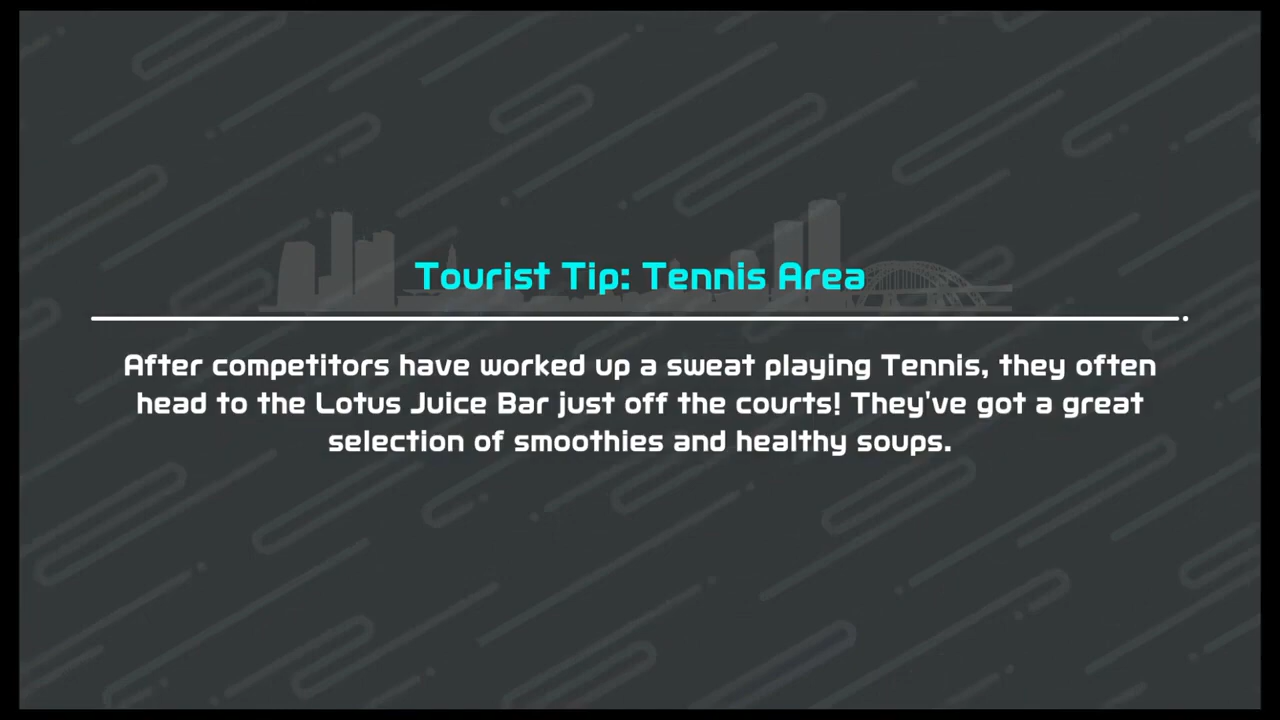 Tourist Tip: Tennis Area
After competitors have worked up a sweat playing Tennis, they often
head to the Lotus Juice Bar just off the courts! They've got a great
selection of smoothies and healthy soups.